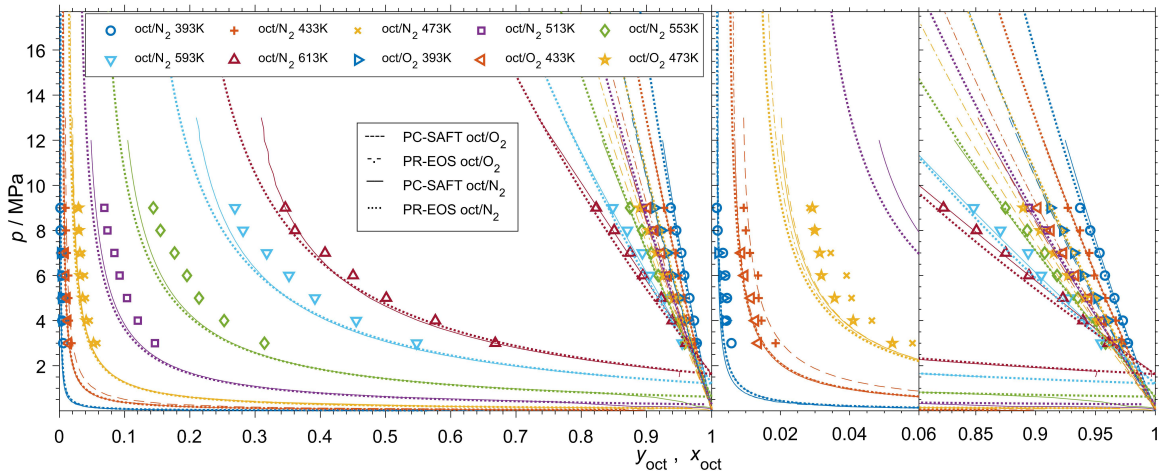 oct/N2 393K oct/N2 433K oct/N2 473K oct/N2 513K oct/N2 553K
oct/N2 593K oct/N2 613K oct/O2 393K oct/O2 433K oct/O2 473K
PC-SAFT oct/O2
PR-EOS oct/O2
PC-SAFT oct/N2
PR-EOS oct/N2
p / MPa
16
14
12
10
8
6
4
3
2
0 0.1 0.2 0.3 0.4 0.5 0.6 0.7 0.8 0.9 1 0.02 0.04 0.06 0.85 0.9 0.95 1
yoct , xoct